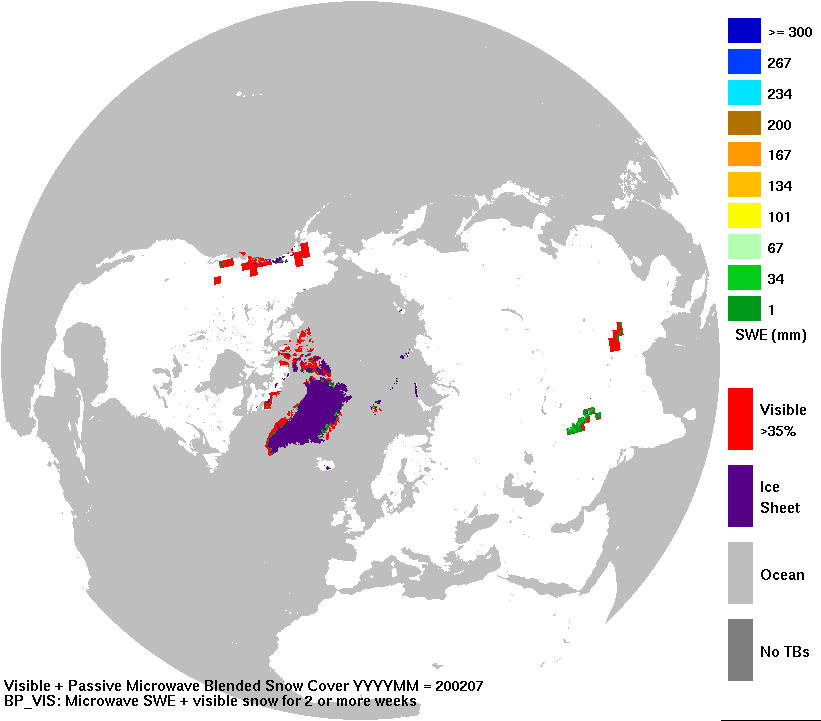 >= 300
267
234
200
167
134
101
67
34
1
SWE (mm)
Visible
>35%
Ice
Sheet
Ocean
No TBs
Visible + Passive Microwave Blended Snow Cover YYYYMM = 200207
BP_VIS: Microwave SWE + visible snow for 2 or more weeks